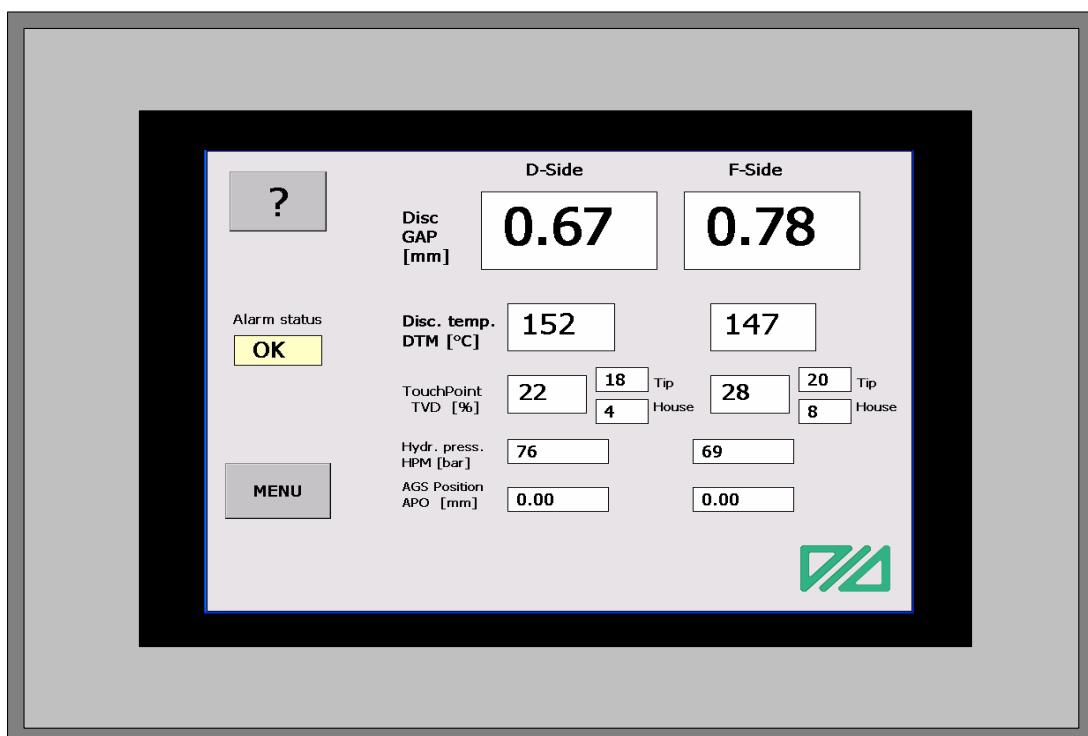 D-Side F-Side
?
Disc
GAP
[mm]
0.67 0.78
Alarm status
OK
Disc. temp.
DTM [°C]
152 147
TouchPoint
TVD [%]
22 18 Tip 28 20 Tip
4 House 8 House
Hydr. press.
HPM [bar]
76 69
MENU
AGS Position
APO [mm]
0.00 0.00